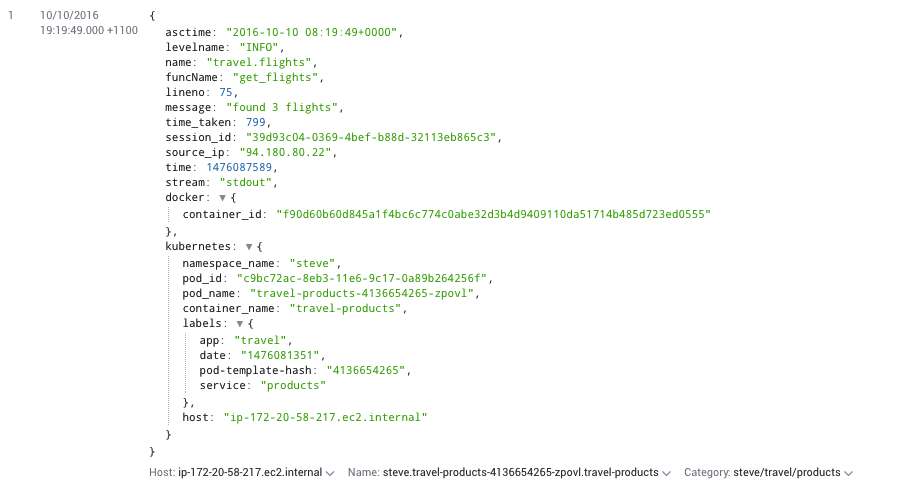 1 10/10/2016 {
19:19:49.000 +1100 asctime: "2016-10-10 08:19:49+0000",
levelname: "INFO",
name: "travel.flights",
funcName: "get_flights",
lineno: 75,
message: "found 3 flights",
time_taken: 799,
session_id: "39d93c04-0369-4bef-b88d-32113eb865c3",
source_ip: "94.180.80.22",
time: 1476087589,
stream: "stdout",
docker: ▼ {
container_id: "f90d60b60d845a1f4bc6c774c0abe32d3b4d9409110da51714b485d723ed0555"
},
kubernetes: ▼ {
namespace_name: "steve",
pod_id: "c9bc72ac-8eb3-11e6-9c17-0a89b264256f",
pod_name: "travel-products-4136654265-zpovl",
container_name: "travel-products",
labels: ▼ {
app: "travel",
date: "1476081351",
pod-template-hash: "4136654265",
service: "products"
},
host: "ip-172-20-58-217.ec2.internal"
}
}
Host: ip-172-20-58-217.ec2.internal Name: steve.travel-products-4136654265-zpovl.travel-products Category: steve/travel/products